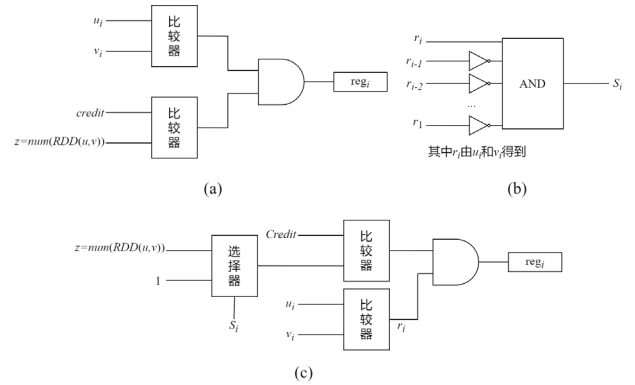 u_i
v_i
比较器
credit
z=num(RDD(u,v))
比较器
reg_i
(a)
r_i
r_{i-1}
r_{i-2}
...
r_1
AND
S_i
其中r_i由u_i和v_i得到
(b)
z=num(RDD(u,v))
1
选择器
S_i
Credit
比较器
u_i
v_i
比较器
r_i
reg_i
(c)